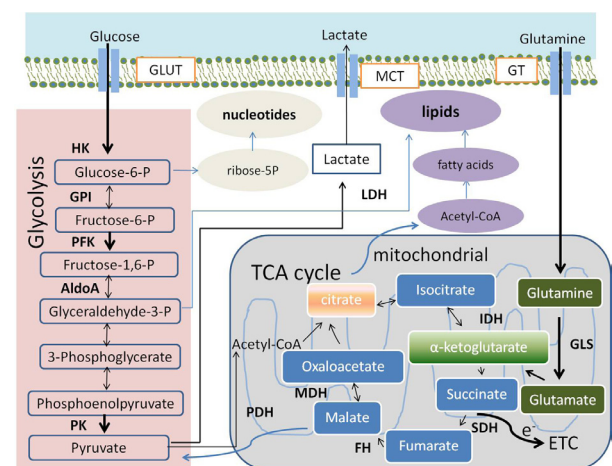 Glucose
Lactate
Glutamine
GLUT
MCT
GT
nucleotides
lipids
HK
Glycolysis
Glucose-6-P
ribose-5P
Lactate
fatty acids
GPI
LDH
Fructose-6-P
Acetyl-CoA
PFK
Fructose-1,6-P
TCA cycle
mitochondrial
AldoA
citrate
Isocitrate
Glutamine
Glyceraldehyde-3-P
IDH
Acetyl-CoA
α-ketoglutarate
GLS
3-Phosphoglycerate
Oxaloacetate
MDH
Succinate
Glutamate
Phosphoenolpyruvate
PDH
Malate
SDH
PK
e-
Pyruvate
FH
Fumarate
ETC